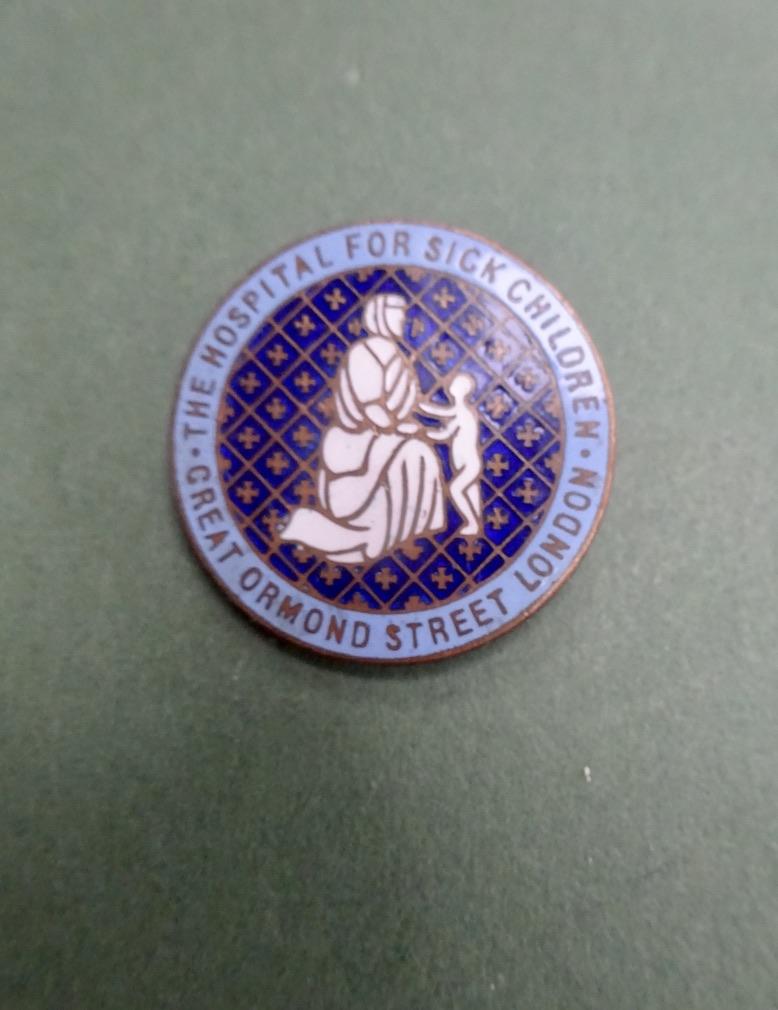 THE HOSPITAL FOR SICK CHILDREN
GREAT ORMOND STREET LONDON